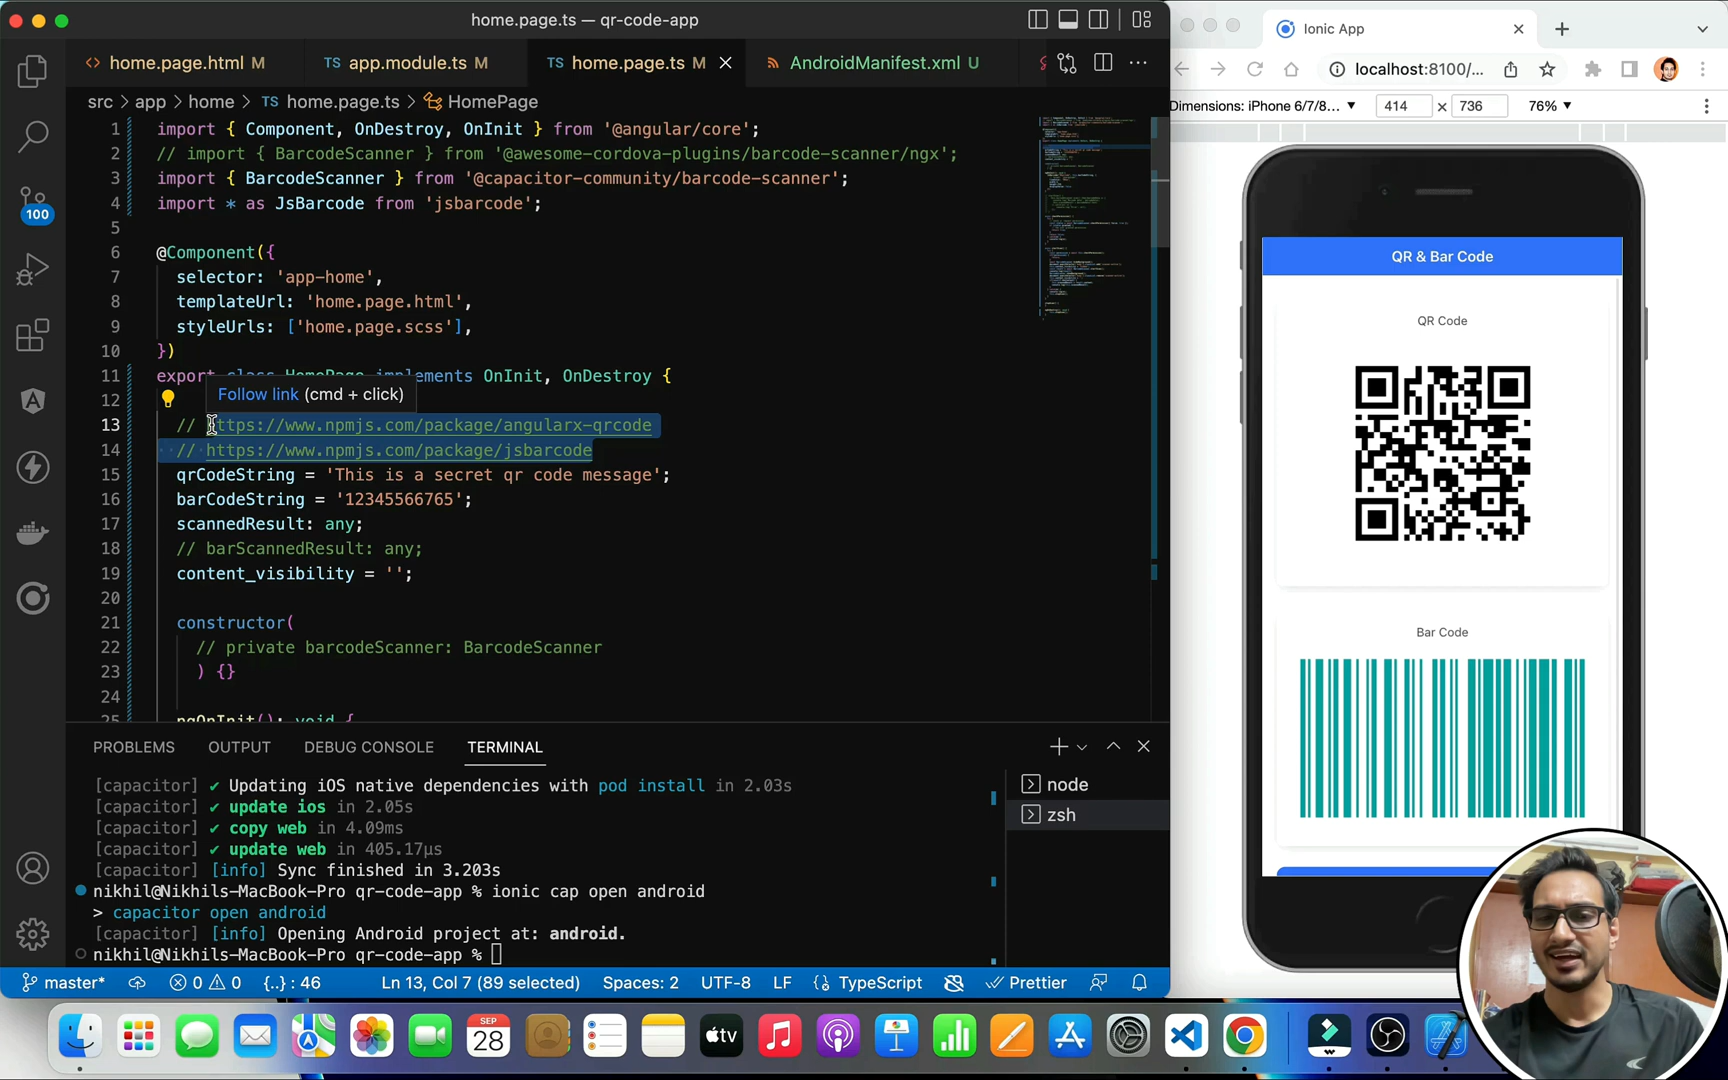 home.page.ts — qr-code-app
home.page.html M
TS app.module.ts M
TS home.page.ts M
AndroidManifest.xml U
src > app > home > TS home.page.ts > HomePage
1 import { Component, OnDestroy, OnInit } from '@angular/core';
2 // import { BarcodeScanner } from '@awesome-cordova-plugins/barcode-scanner/ngx';
3 import { BarcodeScanner } from '@capacitor-community/barcode-scanner';
4 import * as JsBarcode from 'jsbarcode';
5
6 @Component({
7 selector: 'app-home',
8 templateUrl: 'home.page.html',
9 styleUrls: ['home.page.scss'],
10 })
11 export class HomePage implements OnInit, OnDestroy {
Follow link (cmd + click)
12
13 // https://www.npmjs.com/package/angularx-qrcode
14 // https://www.npmjs.com/package/jsbarcode
15 qrCodeString = 'This is a secret qr code message';
16 barCodeString = '12345566765';
17 scannedResult: any;
18 // barScannedResult: any;
19 content_visibility = '';
20
21 constructor(
22 // private barcodeScanner: BarcodeScanner
23 ) {}
24
25 ngOnInit(): void {
100
PROBLEMS OUTPUT DEBUG CONSOLE TERMINAL
[capacitor] ✔ Updating iOS native dependencies with pod install in 2.03s
[capacitor] ✔ update ios in 2.05s
[capacitor] ✔ copy web in 4.09ms
[capacitor] ✔ update web in 405.17μs
[capacitor] [info] Sync finished in 3.203s
nikhil@Nikhils-MacBook-Pro qr-code-app % ionic cap open android
> capacitor open android
[capacitor] [info] Opening Android project at: android.
nikhil@Nikhils-MacBook-Pro qr-code-app %
node
zsh
master* 0 0 {..} : 46 Ln 13, Col 7 (89 selected) Spaces: 2 UTF-8 LF TypeScript Prettier
Ionic App
localhost:8100/...
Dimensions: iPhone 6/7/8... 414 × 736 76%
QR & Bar Code
QR Code
Bar Code
SEP
28
tv